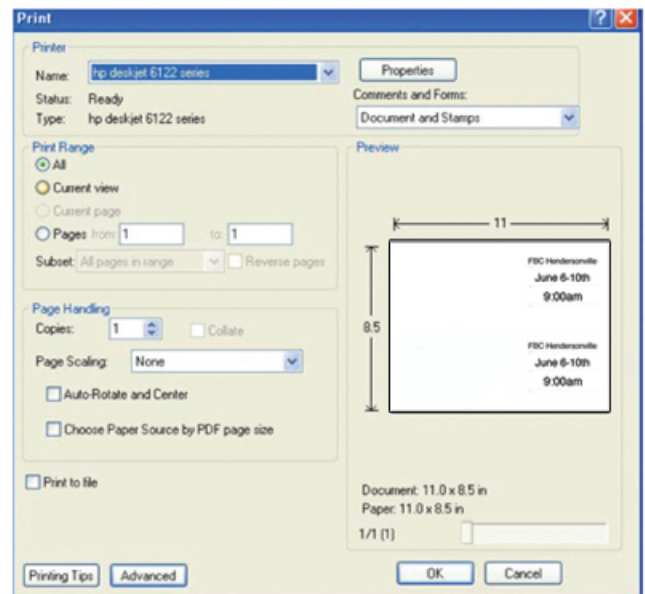 Print
Printer
Name: hp deskjet 6122 series
Properties
Status: Ready
Comments and Forms:
Type: hp deskjet 6122 series
Document and Stamps
Print Range
All
Current view
Current page
Pages from: 1 to: 1
Subset: All pages in range Reverse pages
Page Handling
Copies: 1 Collate
Page Scaling: None
Auto-Rotate and Center
Choose Paper Source by PDF page size
Print to file
Preview
11
8.5
FBC Hendersonville
June 6-10th
9:00am
FBC Hendersonville
June 6-10th
9:00am
Document: 11.0 x 8.5 in
Paper: 11.0 x 8.5 in
1/1 (1)
Printing Tips Advanced OK Cancel